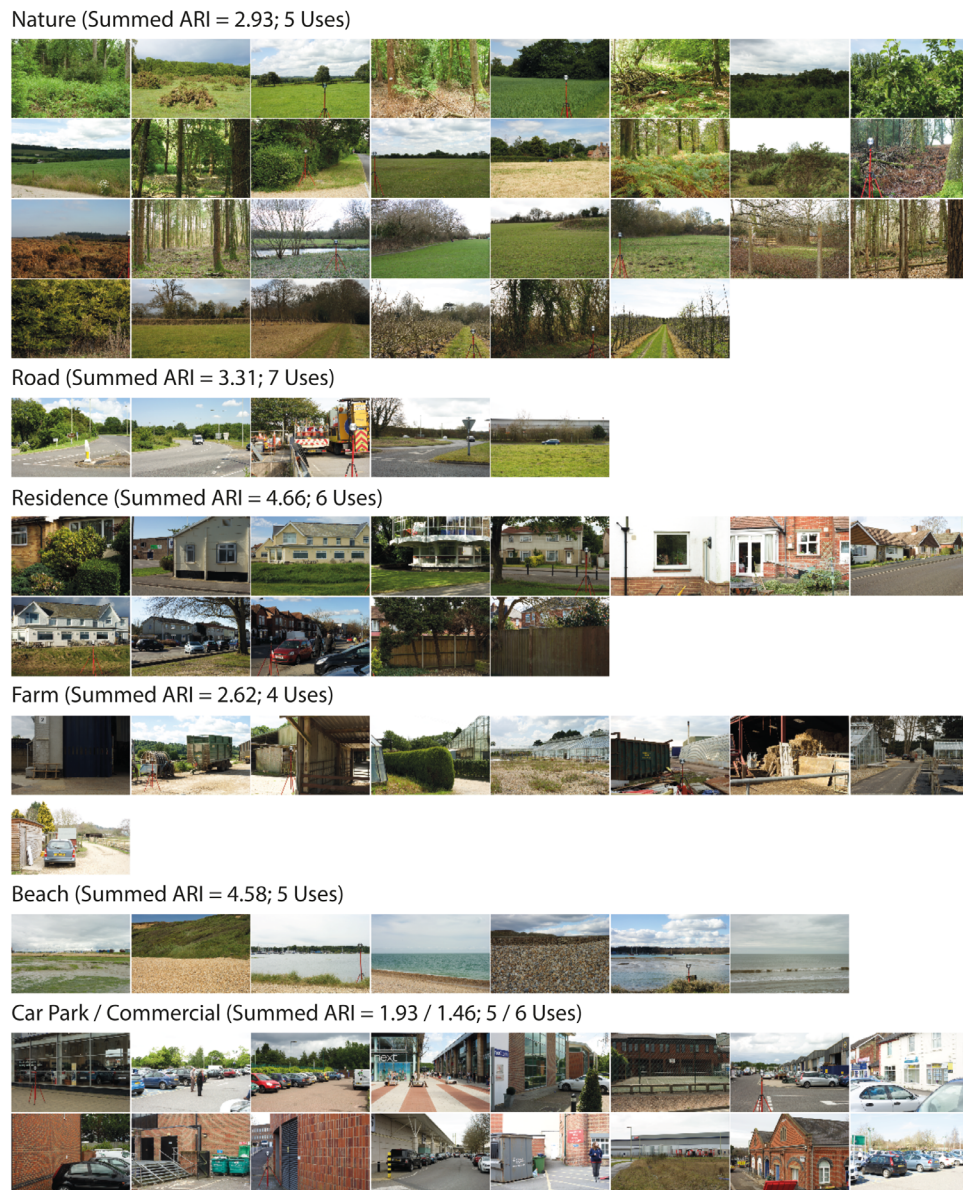 Nature (Summed ARI = 2.93; 5 Uses)
Road (Summed ARI = 3.31; 7 Uses)
Residence (Summed ARI = 4.66; 6 Uses)
Farm (Summed ARI = 2.62; 4 Uses)
Beach (Summed ARI = 4.58; 5 Uses)
Car Park / Commercial (Summed ARI = 1.93 / 1.46; 5 / 6 Uses)
next